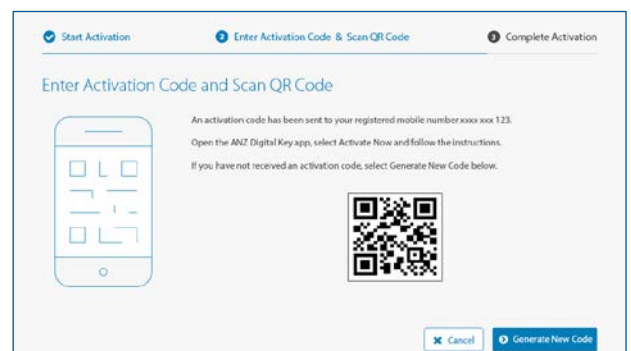 Start Activation
2 Enter Activation Code & Scan QR Code
3 Complete Activation
Enter Activation Code and Scan QR Code
An activation code has been sent to your registered mobile number xxxx xxx 123.
Open the ANZ Digital Key app, select Activate Now and follow the instructions.
If you have not received an activation code, select Generate New Code below.
Cancel
Generate New Code